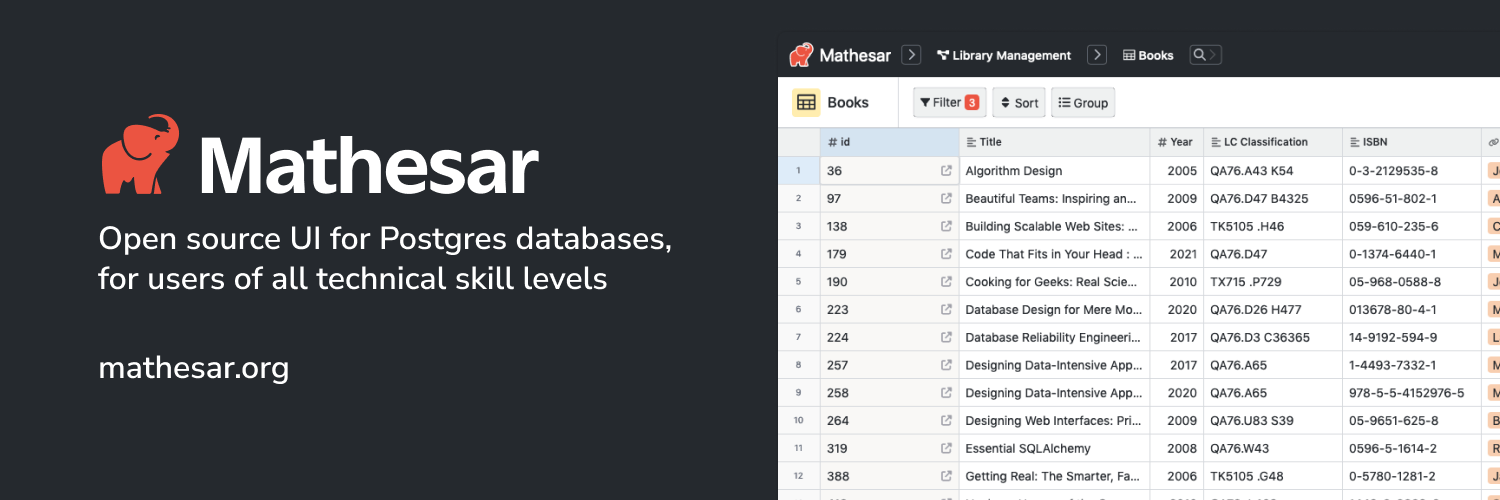 Mathesar
Open source UI for Postgres databases,
for users of all technical skill levels
mathesar.org
Mathesar Library Management Books
Books Filter 3 Sort Group
# id Title # Year LC Classification ISBN
1 36 Algorithm Design 2005 QA76.A43 K54 0-3-2129535-8
2 97 Beautiful Teams: Inspiring an... 2009 QA76.D47 B4325 0596-51-802-1
3 138 Building Scalable Web Sites: ... 2006 TK5105 .H46 059-610-235-6
4 179 Code That Fits in Your Head : ... 2021 QA76.D47 0-1374-6440-1
5 190 Cooking for Geeks: Real Scie... 2010 TX715 .P729 05-968-0588-8
6 223 Database Design for Mere Mo... 2020 QA76.D26 H477 013678-80-4-1
7 224 Database Reliability Engineeri... 2017 QA76.D3 C36365 14-9192-594-9
8 257 Designing Data-Intensive App... 2017 QA76.A65 1-4493-7332-1
9 258 Designing Data-Intensive App... 2020 QA76.A65 978-5-5-4152976-5
10 264 Designing Web Interfaces: Pri... 2009 QA76.U83 S39 05-9651-625-8
11 319 Essential SQLAlchemy 2008 QA76.W43 0596-5-1614-2
12 388 Getting Real: The Smarter, Fa... 2006 TK5105 .G48 0-5780-1281-2